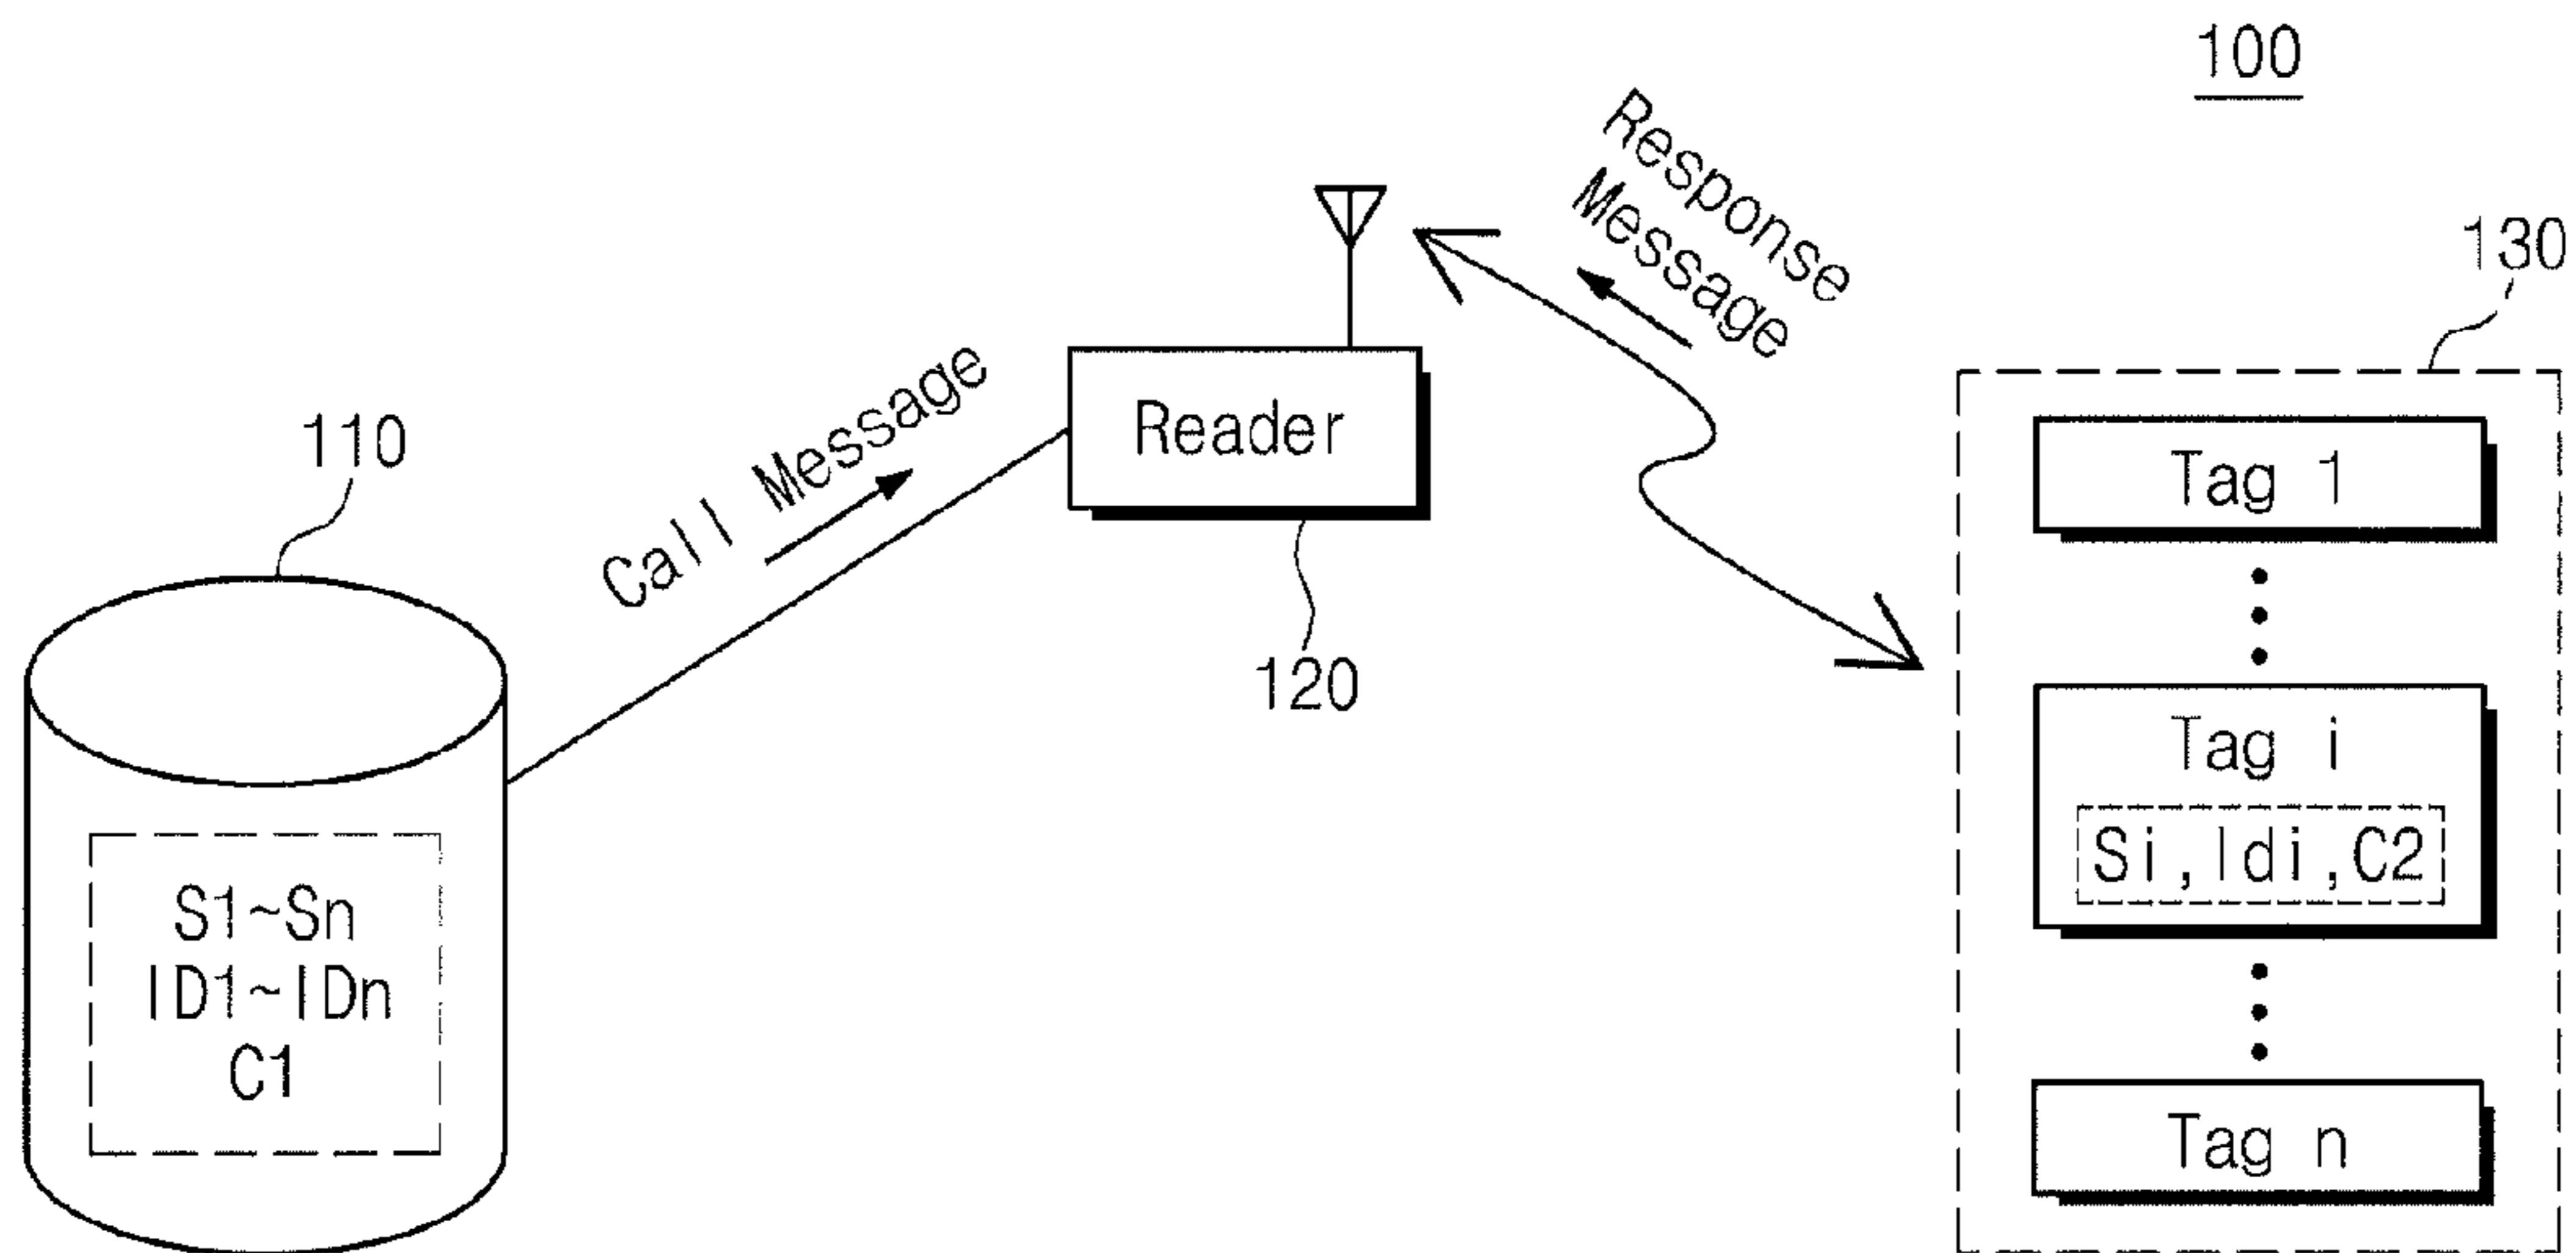 100
Response
Message
130
Call Message
Reader
110
120
Tag 1
Tag i
Si,Idi,C2
Tag n
S1~Sn
ID1~IDn
C1